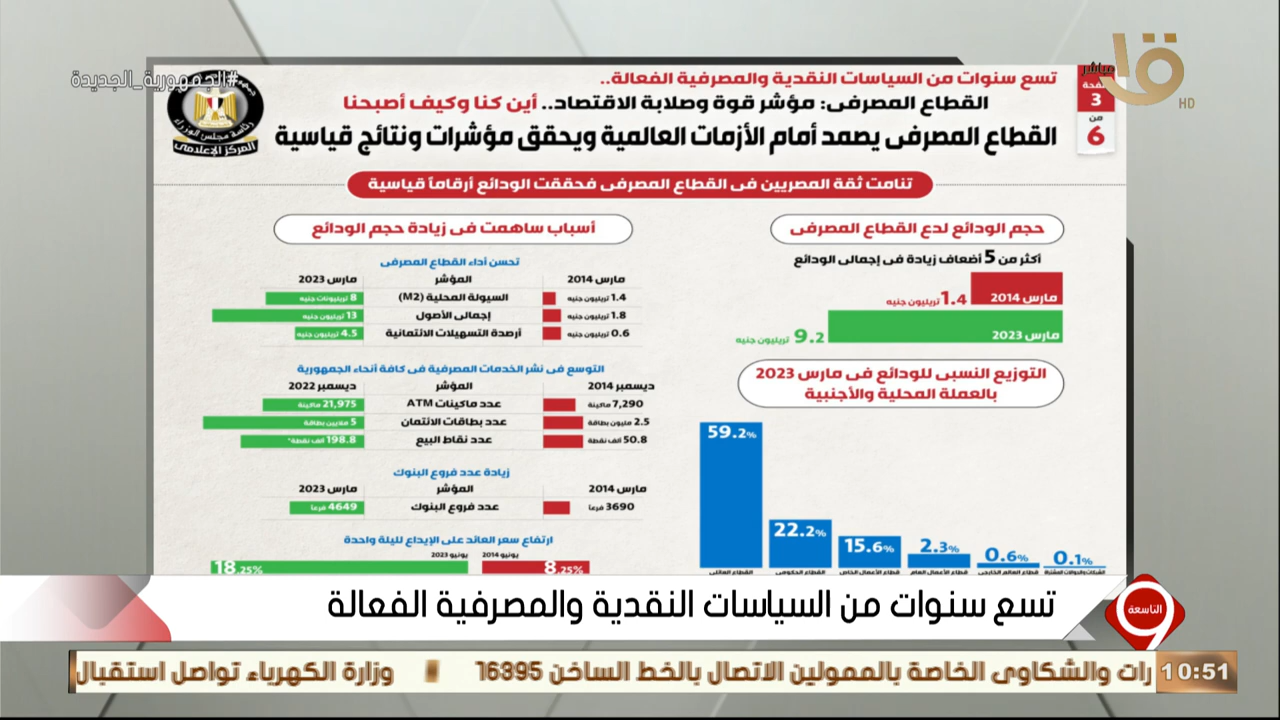 #الجمهورية_الجديدة
مباشر
HD
صفحة
3
من
6
تسع سنوات من السياسات النقدية والمصرفية الفعالة..
القطاع المصرفى: مؤشر قوة وصلابة الاقتصاد.. أين كنا وكيف أصبحنا
القطاع المصرفى يصمد أمام الأزمات العالمية ويحقق مؤشرات ونتائج قياسية
رئاسة مجلس الوزراء
المركز الإعلامى
تنامت ثقة المصريين فى القطاع المصرفى فحققت الودائع أرقاماً قياسية
حجم الودائع لدع القطاع المصرفى
أكثر من 5 أضعاف زيادة فى إجمالى الودائع
مارس 2014 1.4 تريليون جنيه
مارس 2023 9.2 تريليون جنيه
التوزيع النسبى للودائع فى مارس 2023
بالعملة المحلية والأجنبية
59.2% 22.2% 15.6% 2.3% 0.6% 0.1%
القطاع العائلى القطاع الحكومى قطاع الأعمال الخاص قطاع الأعمال العام قطاع العالم الخارجى
أسباب ساهمت فى زيادة حجم الودائع
تحسن أداء القطاع المصرفى
مارس 2014 المؤشر مارس 2023
1.4 تريليون جنيه السيولة المحلية (M2) 8 تريليونات جنيه
1.8 تريليون جنيه إجمالى الأصول 13 تريليون جنيه
0.6 تريليون جنيه أرصدة التسهيلات الائتمانية 4.5 تريليون جنيه
التوسع فى نشر الخدمات المصرفية فى كافة أنحاء الجمهورية
ديسمبر 2014 المؤشر ديسمبر 2022
7,290 ماكينة عدد ماكينات ATM 21,975 ماكينة
2.5 مليون بطاقة عدد بطاقات الائتمان 5 ملايين بطاقة
50.8 ألف نقطة عدد نقاط البيع 198.8 ألف نقطة*
زيادة عدد فروع البنوك
مارس 2014 المؤشر مارس 2023
3690 فرعاً عدد فروع البنوك 4649 فرعاً
ارتفاع سعر العائد على الإيداع لليلة واحدة
يونيو 2014 يونيو 2023
8.25% 18.25%
التاسعة
تسع سنوات من السياسات النقدية والمصرفية الفعالة
10:51 رات والشكاوى الخاصة بالممولين الاتصال بالخط الساخن 16395 وزارة الكهرباء تواصل استقبال